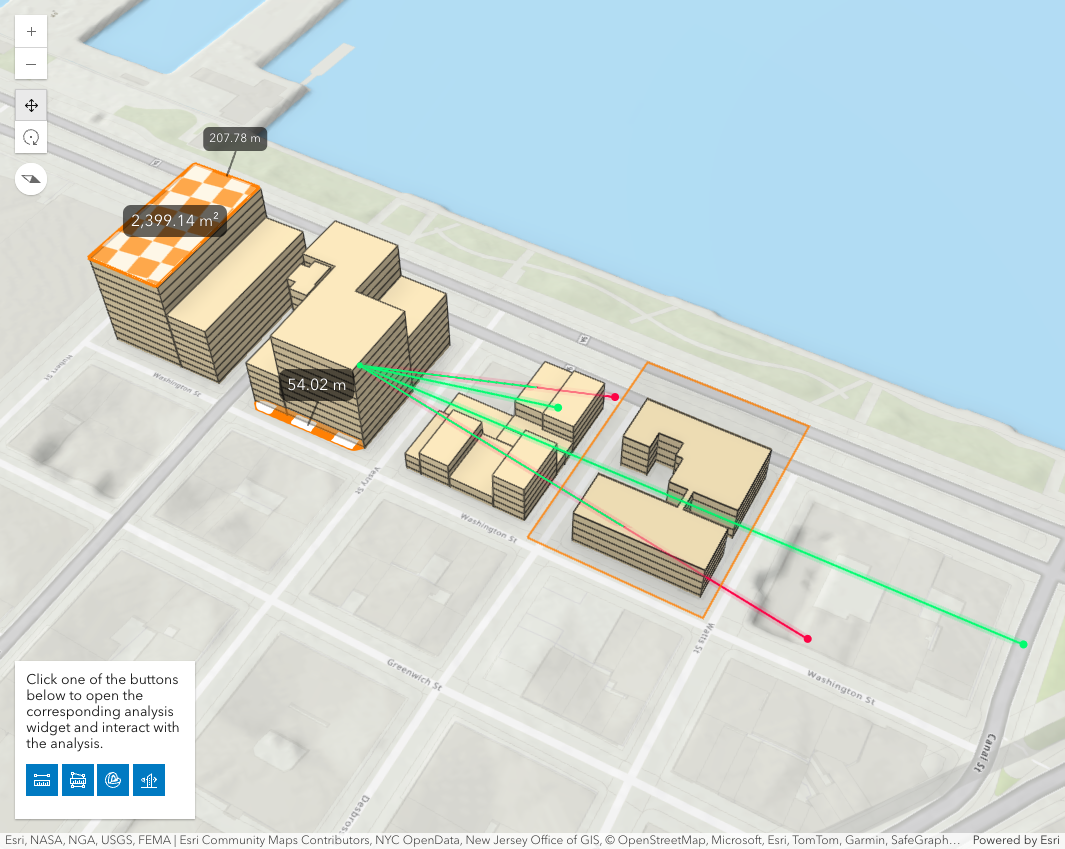 +
−
207.78 m
2,399.14 m²
54.02 m
Hubert St
Washington St
Vestry St
Washington St
Greenwich St
Watts St
Washington St
Canal St
Desbros
Click one of the buttons
below to open the
corresponding analysis
widget and interact with
the analysis.
Esri, NASA, NGA, USGS, FEMA | Esri Community Maps Contributors, NYC OpenData, New Jersey Office of GIS, © OpenStreetMap, Microsoft, Esri, TomTom, Garmin, SafeGraph…
Powered by Esri